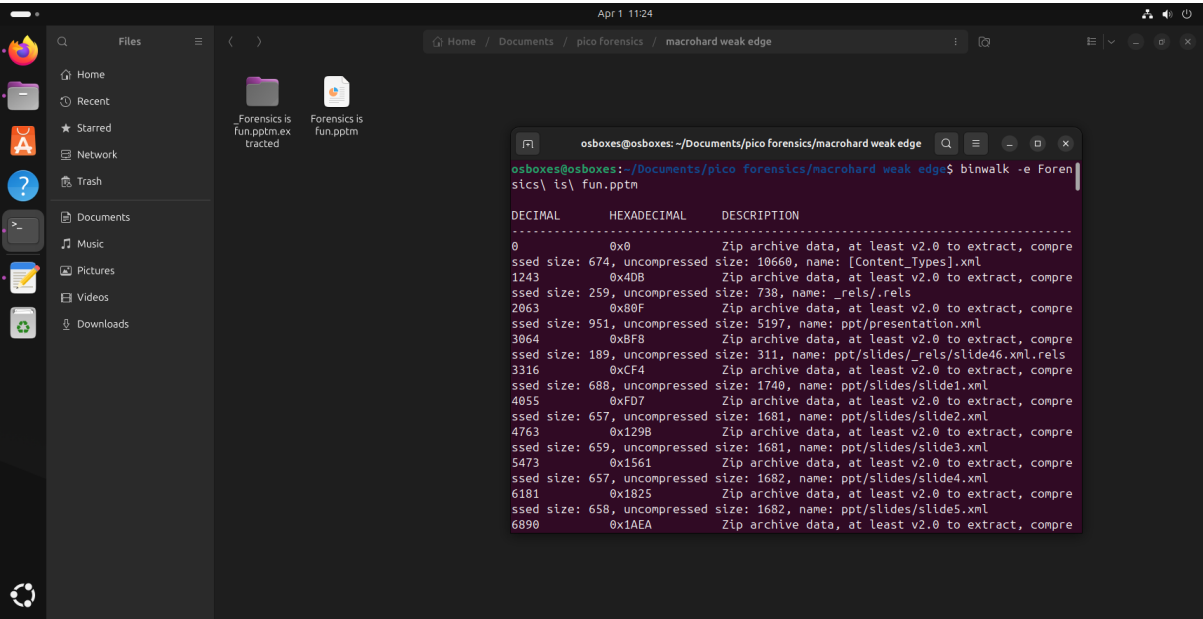 Apr 1 11:24
Files
Home / Documents / pico forensics / macrohard weak edge
Home
Recent
Starred
Network
Trash
Documents
Music
Pictures
Videos
Downloads
_Forensics is
fun.pptm.ex
tracted
Forensics is
fun.pptm
osboxes@osboxes: ~/Documents/pico forensics/macrohard weak edge
osboxes@osboxes:~/Documents/pico forensics/macrohard weak edge$ binwalk -e Foren
sics\ is\ fun.pptm
DECIMAL HEXADECIMAL DESCRIPTION
--------------------------------------------------------------------------------
0 0x0 Zip archive data, at least v2.0 to extract, compre
ssed size: 674, uncompressed size: 10660, name: [Content_Types].xml
1243 0x4DB Zip archive data, at least v2.0 to extract, compre
ssed size: 259, uncompressed size: 738, name: _rels/.rels
2063 0x80F Zip archive data, at least v2.0 to extract, compre
ssed size: 951, uncompressed size: 5197, name: ppt/presentation.xml
3064 0xBF8 Zip archive data, at least v2.0 to extract, compre
ssed size: 189, uncompressed size: 311, name: ppt/slides/_rels/slide46.xml.rels
3316 0xCF4 Zip archive data, at least v2.0 to extract, compre
ssed size: 688, uncompressed size: 1740, name: ppt/slides/slide1.xml
4055 0xFD7 Zip archive data, at least v2.0 to extract, compre
ssed size: 657, uncompressed size: 1681, name: ppt/slides/slide2.xml
4763 0x129B Zip archive data, at least v2.0 to extract, compre
ssed size: 659, uncompressed size: 1681, name: ppt/slides/slide3.xml
5473 0x1561 Zip archive data, at least v2.0 to extract, compre
ssed size: 657, uncompressed size: 1682, name: ppt/slides/slide4.xml
6181 0x1825 Zip archive data, at least v2.0 to extract, compre
ssed size: 658, uncompressed size: 1682, name: ppt/slides/slide5.xml
6890 0x1AEA Zip archive data, at least v2.0 to extract, compre